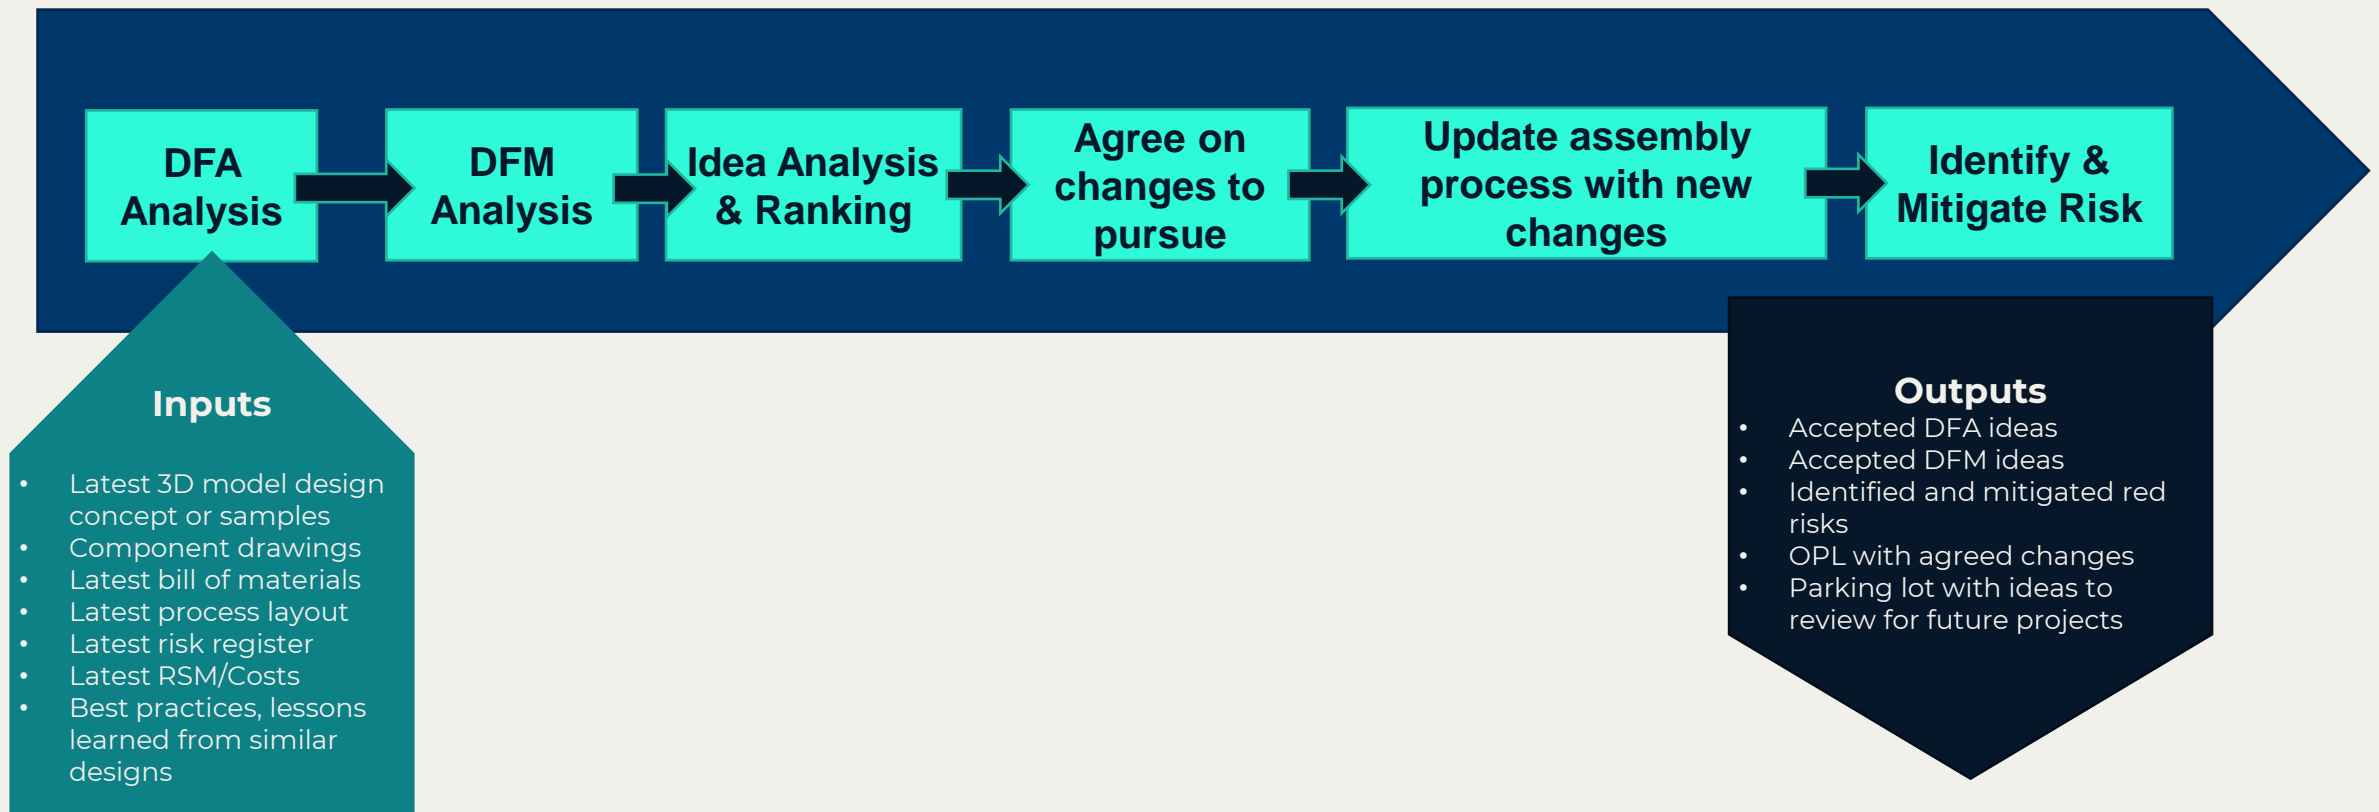 DFA
Analysis
DFM
Analysis
Idea Analysis
& Ranking
Agree on
changes to
pursue
Update assembly
process with new
changes
Identify &
Mitigate Risk
Inputs
• Latest 3D model design
concept or samples
• Component drawings
• Latest bill of materials
• Latest process layout
• Latest risk register
• Latest RSM/Costs
• Best practices, lessons
learned from similar
designs
Outputs
• Accepted DFA ideas
• Accepted DFM ideas
• Identified and mitigated red
risks
• OPL with agreed changes
• Parking lot with ideas to
review for future projects